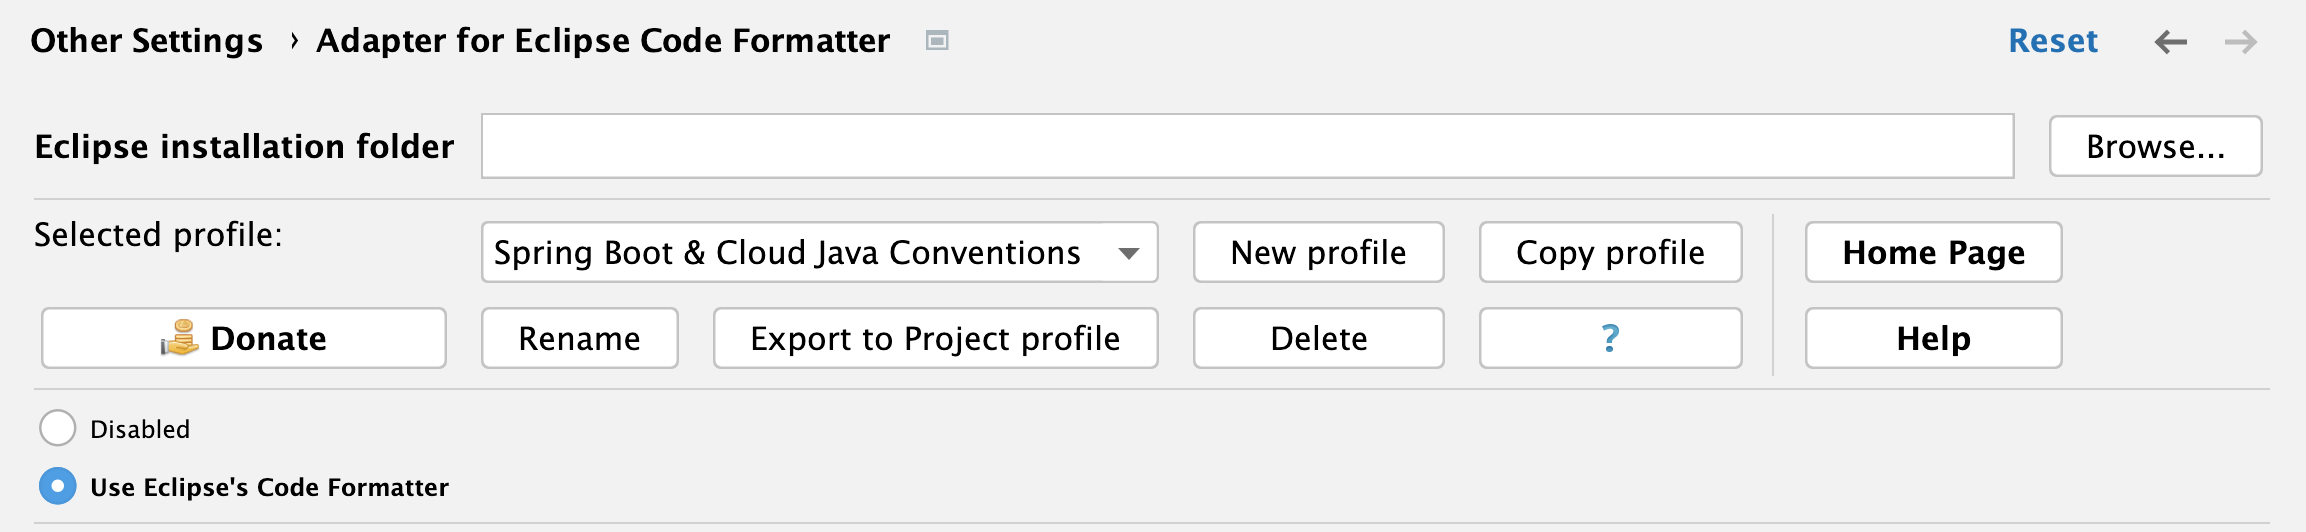 Other Settings › Adapter for Eclipse Code Formatter Reset
Eclipse installation folder Browse...
Selected profile: Spring Boot & Cloud Java Conventions New profile Copy profile Home Page
Donate Rename Export to Project profile Delete ? Help
Disabled
Use Eclipse's Code Formatter